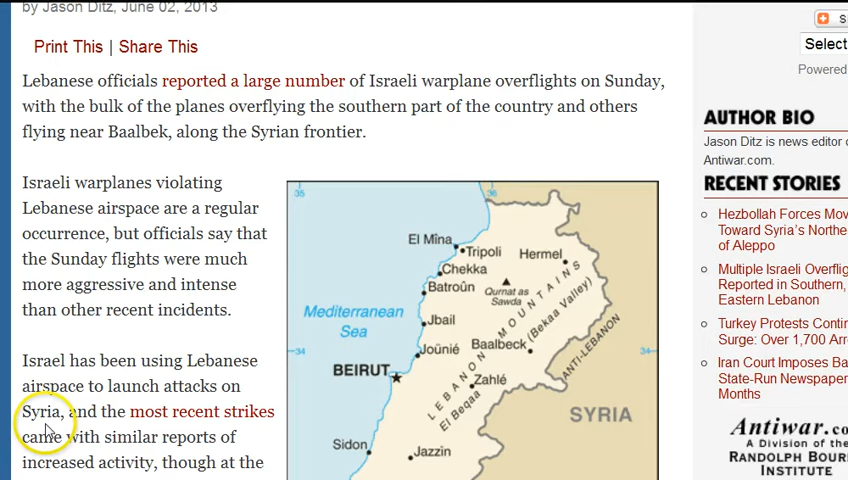 by Jason Ditz, June 02, 2013
Print This | Share This
Lebanese officials reported a large number of Israeli warplane overflights on Sunday,
with the bulk of the planes overflying the southern part of the country and others
flying near Baalbek, along the Syrian frontier.
Israeli warplanes violating
Lebanese airspace are a regular
occurrence, but officials say that
the Sunday flights were much
more aggressive and intense
than other recent incidents.
Israel has been using Lebanese
airspace to launch attacks on
Syria, and the most recent strikes
came with similar reports of
increased activity, though at the
35
36
El Mîna
Tripoli
Hermel
Chekka
Batroûn
Qurnat as
Sawda
Mediterranean
Sea
Jbail
LEBANON MOUNTAINS
(Bekaa Valley)
34
Joûnié
Baalbeck
34
ANTI-LEBANON
BEIRUT
Zahlé
El Beqaa
SYRIA
Sidon
Jazzin
S
Select
Powered
AUTHOR BIO
Jason Ditz is news editor
Antiwar.com.
RECENT STORIES
Hezbollah Forces Mov
Toward Syria's Northe
of Aleppo
Multiple Israeli Overflig
Reported in Southern,
Eastern Lebanon
Turkey Protests Contin
Surge: Over 1,700 Arre
Iran Court Imposes Ba
State-Run Newspaper
Months
Antiwar.co
A Division of the
RANDOLPH BOUR
INSTITUTE